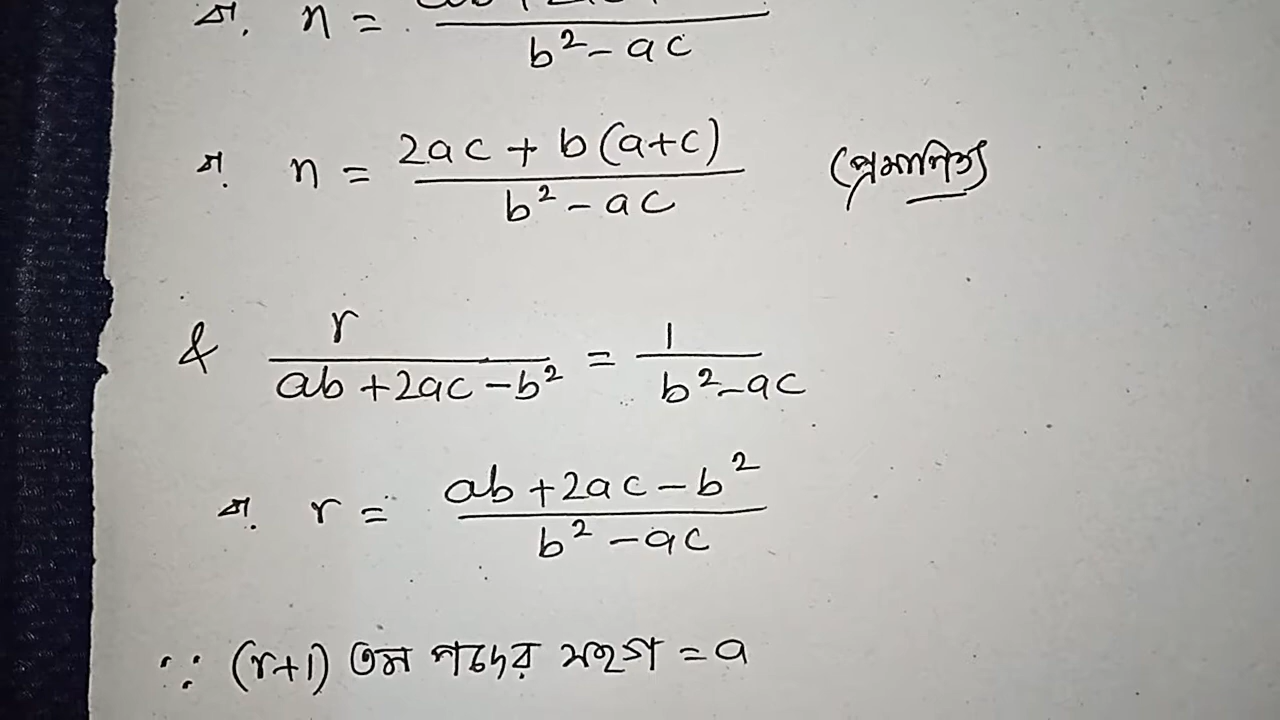 বা, n = / b² - ac
বা, n = (2ac + b(a+c)) / (b² - ac) (প্রমাণিত)
& r / (ab + 2ac - b²) = 1 / (b² - ac)
বা, r = (ab + 2ac - b²) / (b² - ac)
∵ (r+1) তম পদের সহগ = a